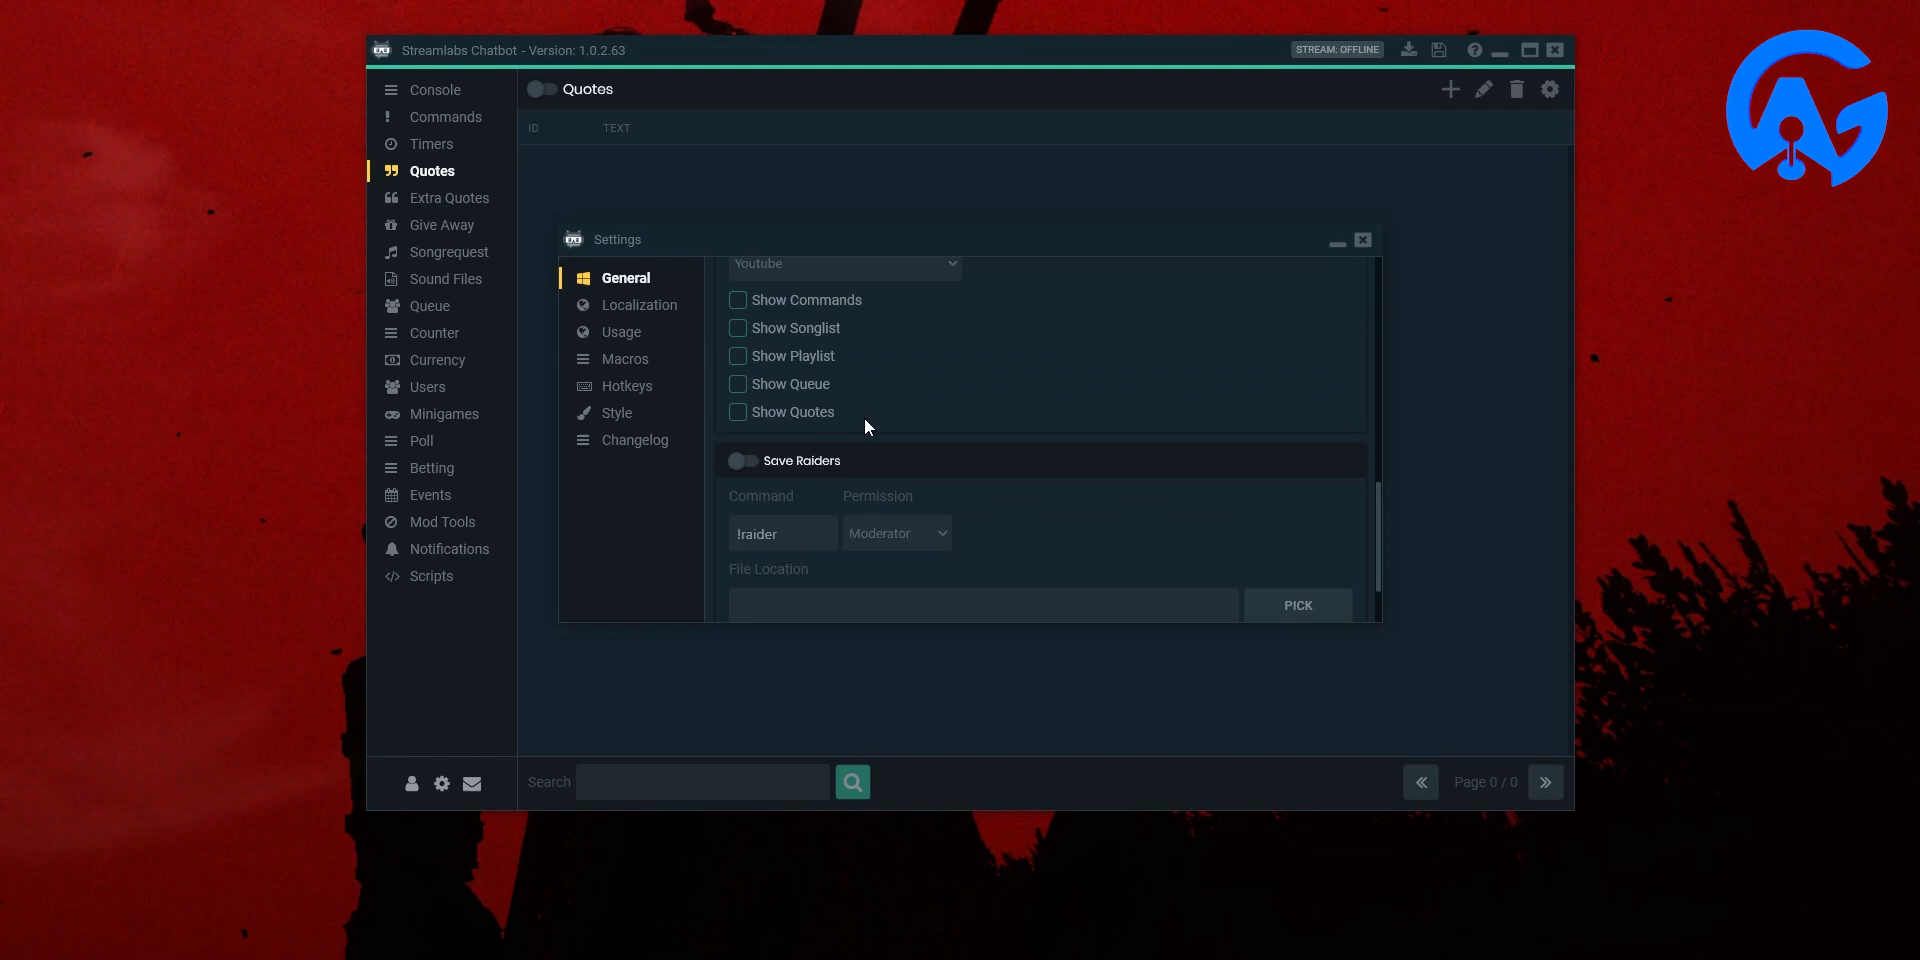 Streamlabs Chatbot - Version: 1.0.2.63
STREAM: OFFLINE
Console
Commands
Timers
Quotes
Extra Quotes
Give Away
Songrequest
Sound Files
Queue
Counter
Currency
Users
Minigames
Poll
Betting
Events
Mod Tools
Notifications
Scripts
Quotes
ID TEXT
Settings
General
Localization
Usage
Macros
Hotkeys
Style
Changelog
Youtube
Show Commands
Show Songlist
Show Playlist
Show Queue
Show Quotes
Save Raiders
Command Permission
!raider Moderator
File Location
PICK
Search
Page 0 / 0